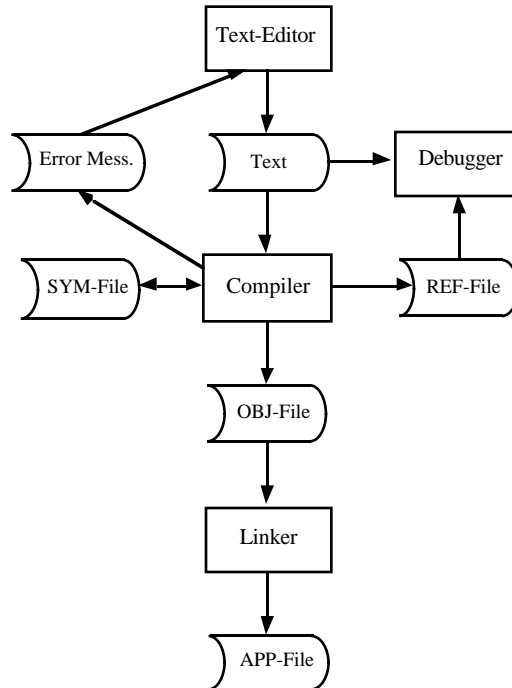 Text-Editor
Error Mess.
Text
Debugger
SYM-File
Compiler
REF-File
OBJ-File
Linker
APP-File